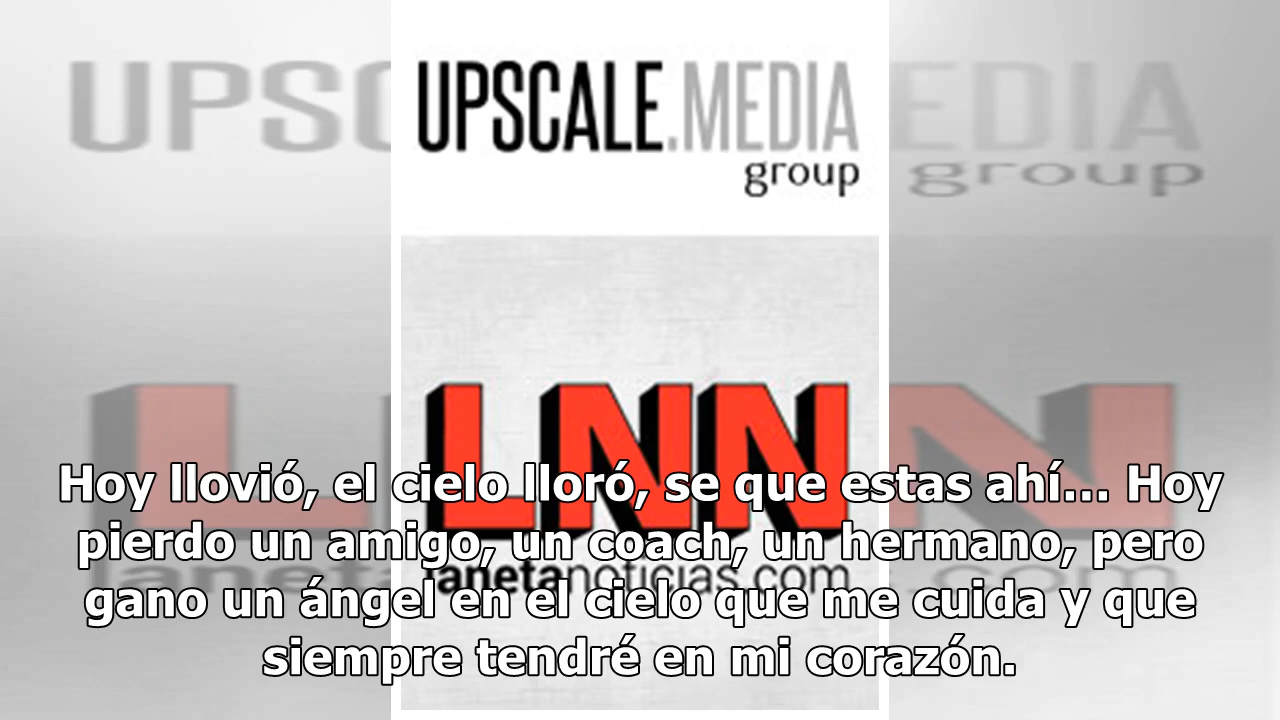 UPSCALE.MEDIA
group
LNN
lanetanoticias.com
Hoy llovió, el cielo lloró, se que estas ahí... Hoy
pierdo un amigo, un coach, un hermano, pero
gano un ángel en el cielo que me cuida y que
siempre tendré en mi corazón.